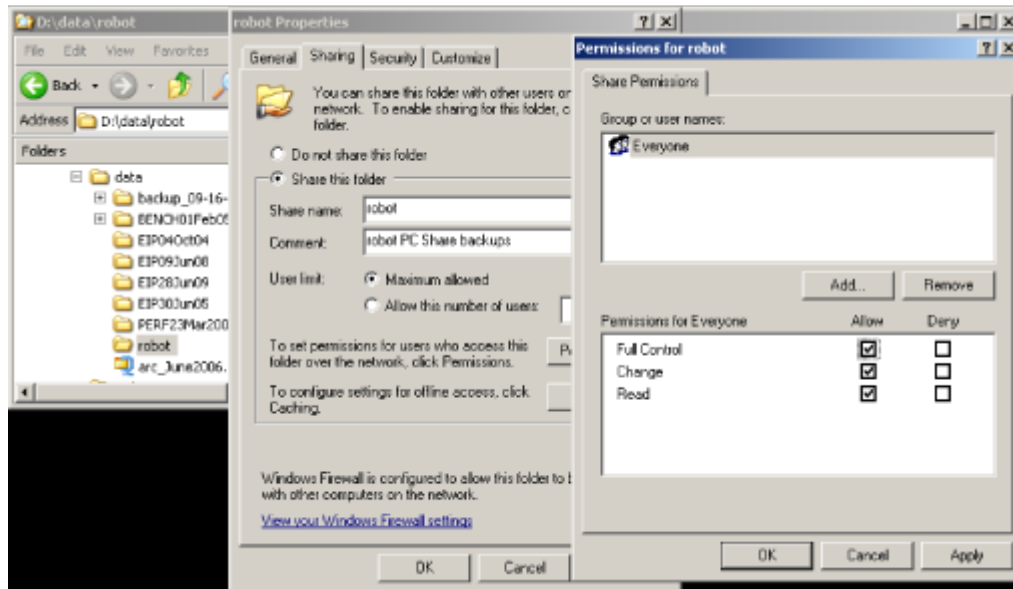 D:\data\robot
File Edit View Favorites
Back
Address D:\data\robot
Folders
data
backup_09-16-
BENCH01Feb05
EIP04Oct04
EIP09Jun08
EIP28Jun09
EIP30Jun05
PERF23Mar200
robot
arc_June2006.
robot Properties
General Sharing Security Customize
You can share this folder with other users or
network. To enable sharing for this folder, c
folder.
Do not share this folder
Share this folder
Share name: robot
Comment: robot PC Share backups
User limit: Maximum allowed
Allow this number of users:
To set permissions for users who access this
folder over the network, click Permissions.
To configure settings for offline access, click
Caching.
Windows Firewall is configured to allow this folder to
with other computers on the network.
View your Windows Firewall settings
OK Cancel
Permissions for robot
Share Permissions
Group or user names:
Everyone
Add... Remove
Permissions for Everyone Allow Deny
Full Control
Change
Read
OK Cancel Apply